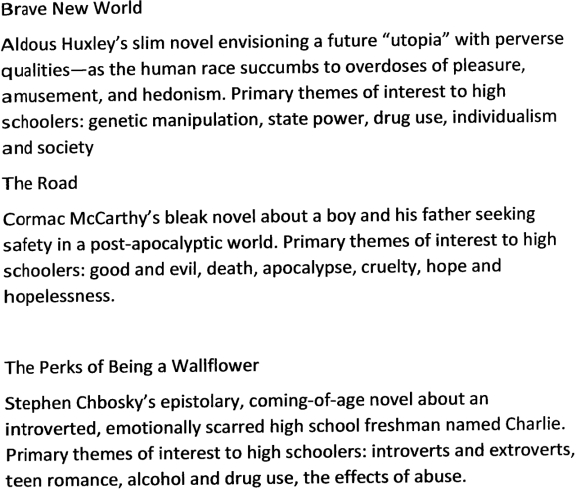 Brave New World
Aldous Huxley's slim novel envisioning a future “utopia” with perverse
qualities—as the human race succumbs to overdoses of pleasure,
amusement, and hedonism. Primary themes of interest to high
schoolers: genetic manipulation, state power, drug use, individualism
and society
The Road
Cormac McCarthy's bleak novel about a boy and his father seeking
safety in a post-apocalyptic world. Primary themes of interest to high
schoolers: good and evil, death, apocalypse, cruelty, hope and
hopelessness.
The Perks of Being a Wallflower
Stephen Chbosky's epistolary, coming-of-age novel about an
introverted, emotionally scarred high school freshman named Charlie.
Primary themes of interest to high schoolers: introverts and extroverts,
teen romance, alcohol and drug use, the effects of abuse.